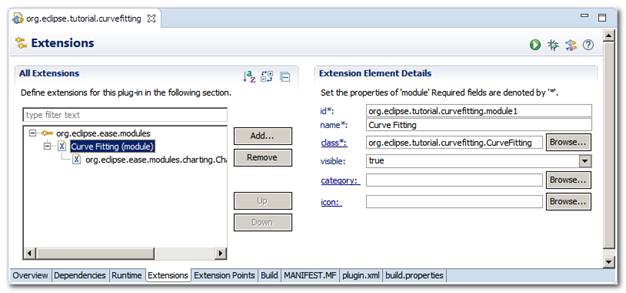 org.eclipse.tutorial.curvefitting
Extensions
All Extensions
Define extensions for this plug-in in the following section.
type filter text
org.eclipse.ease.modules
Curve Fitting (module)
org.eclipse.ease.modules.charting.Cha
Add...
Remove
Up
Down
Extension Element Details
Set the properties of 'module' Required fields are denoted by '*'.
id*: org.eclipse.tutorial.curvefitting.module1
name*: Curve Fitting
class*: org.eclipse.tutorial.curvefitting.CurveFitting Browse...
visible: true
category: Browse...
icon: Browse...
Overview Dependencies Runtime Extensions Extension Points Build MANIFEST.MF plugin.xml build.properties